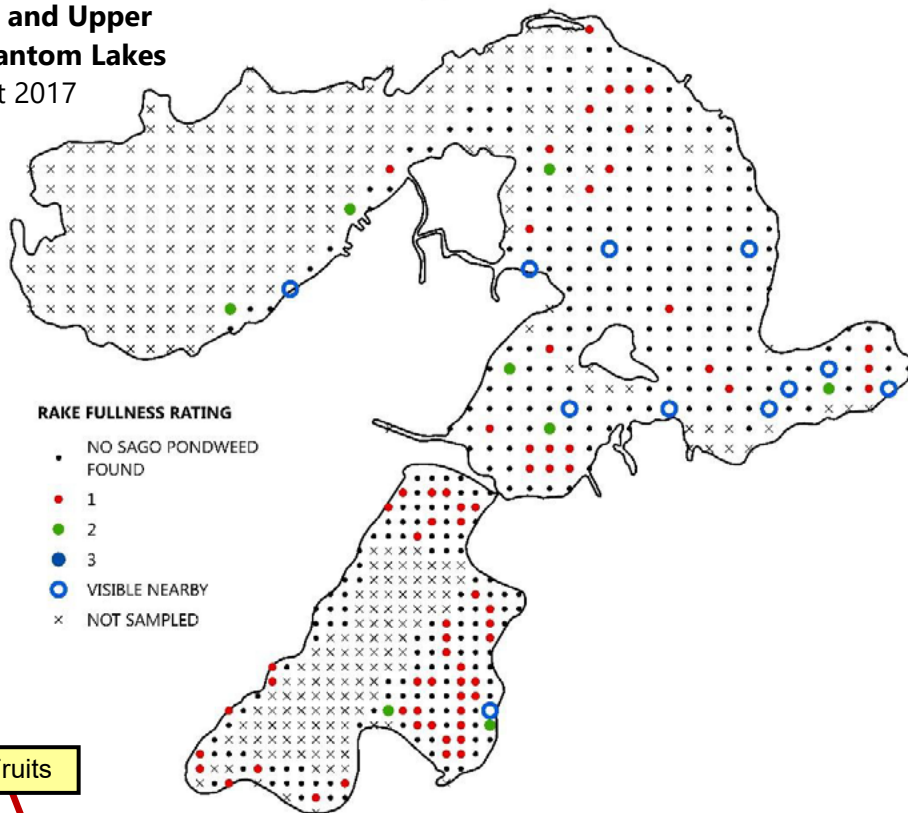 and Upper
antom Lakes
t 2017
RAKE FULLNESS RATING
NO SAGO PONDWEED
FOUND
1
2
3
VISIBLE NEARBY
NOT SAMPLED
ruits